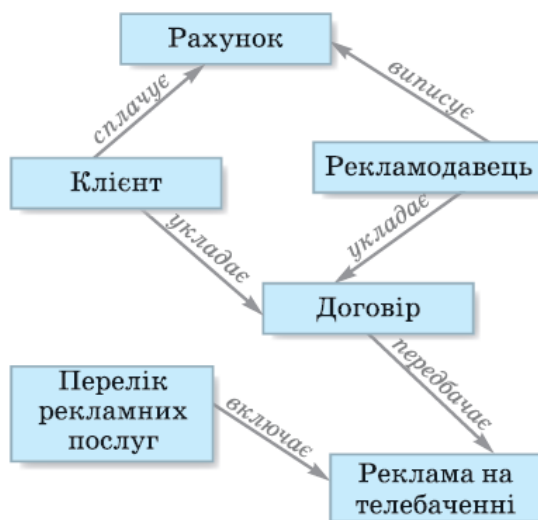 Рахунок
сплачує
виписує
Клієнт
Рекламодавець
укладає
укладає
Договір
Перелік
рекламних
послуг
включає
передбачає
Реклама на
телебаченні